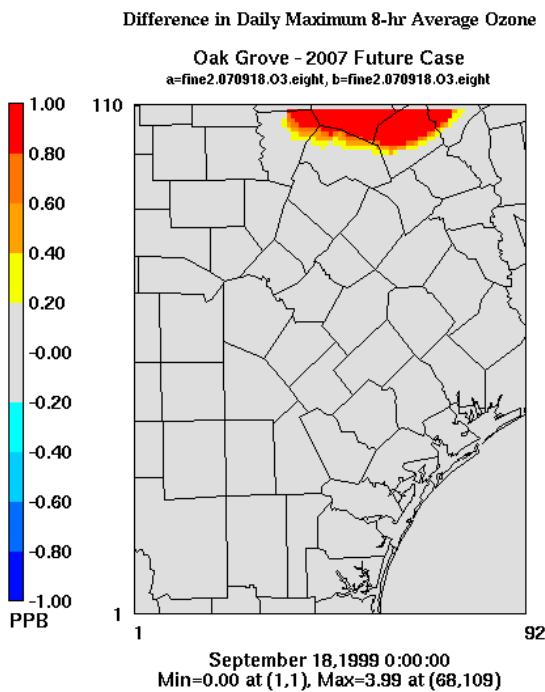 Difference in Daily Maximum 8-hr Average Ozone
Oak Grove - 2007 Future Case
a=fine2.070918.O3.eight, b=fine2.070918.O3.eight
1.00
0.80
0.60
0.40
0.20
-0.00
-0.20
-0.40
-0.60
-0.80
-1.00
PPB
110
1
1
92
September 18,1999 0:00:00
Min=0.00 at (1,1), Max=3.99 at (68,109)